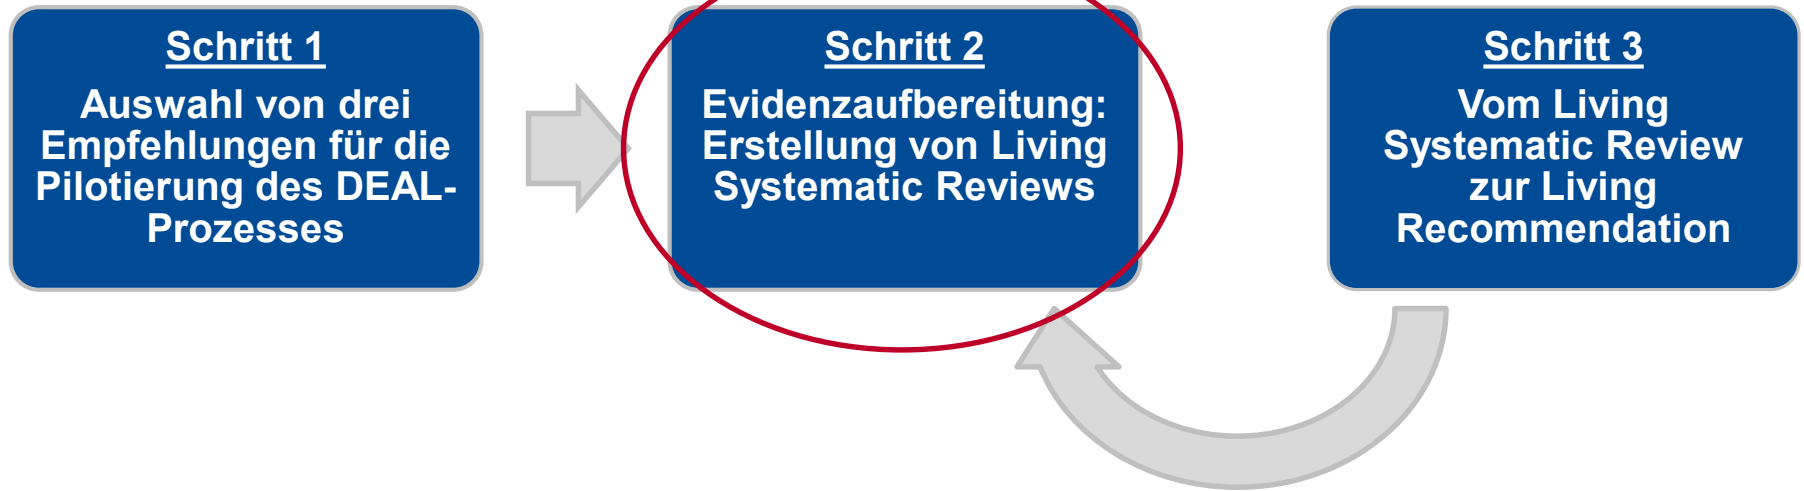 Schritt 1
Auswahl von drei
Empfehlungen für die
Pilotierung des DEAL-
Prozesses
Schritt 2
Evidenzaufbereitung:
Erstellung von Living
Systematic Reviews
Schritt 3
Vom Living
Systematic Review
zur Living
Recommendation